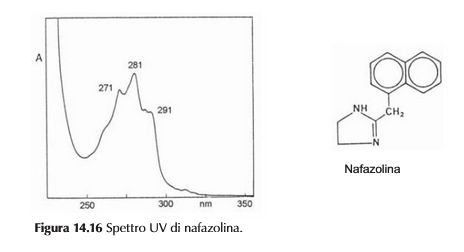 A
271
281
291
250
300
nm
350
NH
CH₂
N
Nafazolina
Figura 14.16 Spettro UV di nafazolina.